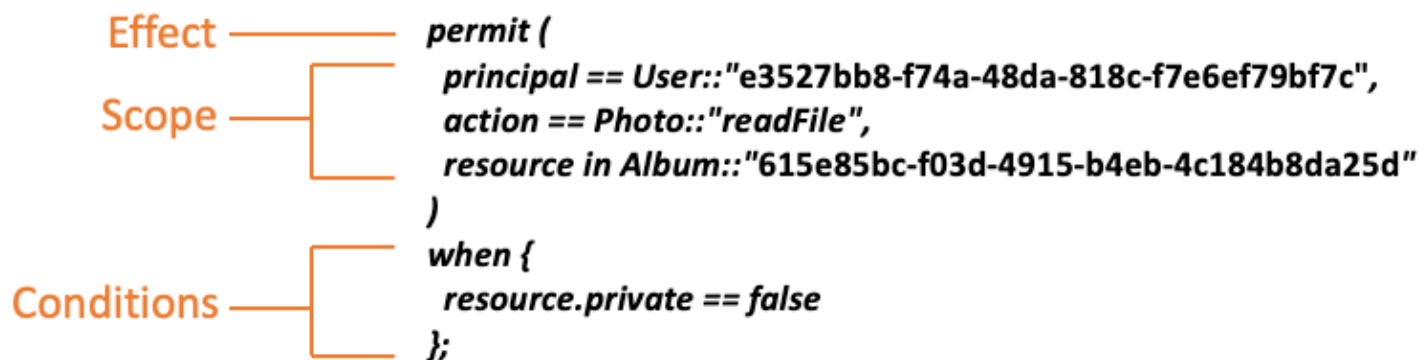 Effect
permit (
principal == User::"e3527bb8-f74a-48da-818c-f7e6ef79bf7c",
Scope
action == Photo::"readFile",
resource in Album::"615e85bc-f03d-4915-b4eb-4c184b8da25d"
)
when {
Conditions
resource.private == false
};